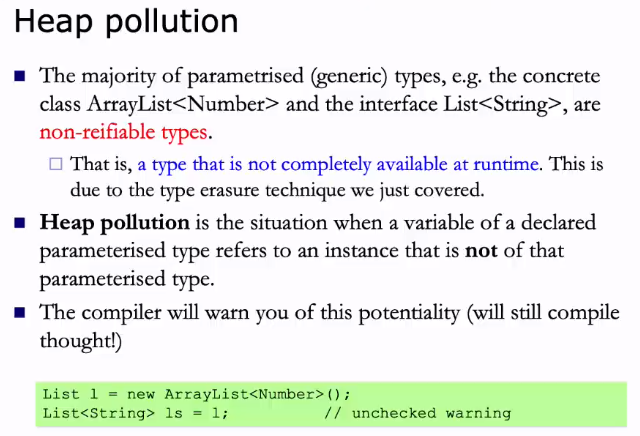 Heap pollution
The majority of parametrised (generic) types, e.g. the concrete
class ArrayList<Number> and the interface List<String>, are
non-reifiable types.
That is, a type that is not completely available at runtime. This is
due to the type erasure technique we just covered.
Heap pollution is the situation when a variable of a declared
parameterised type refers to an instance that is not of that
parameterised type.
The compiler will warn you of this potentiality (will still compile
thought!)
List l = new ArrayList<Number>();
List<String> ls = l; // unchecked warning